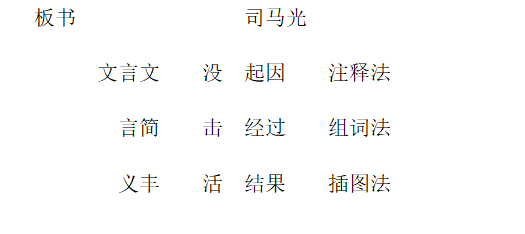 板书 司马光
文言文 没 起因 注释法
言简 击 经过 组词法
义丰 活 结果 插图法